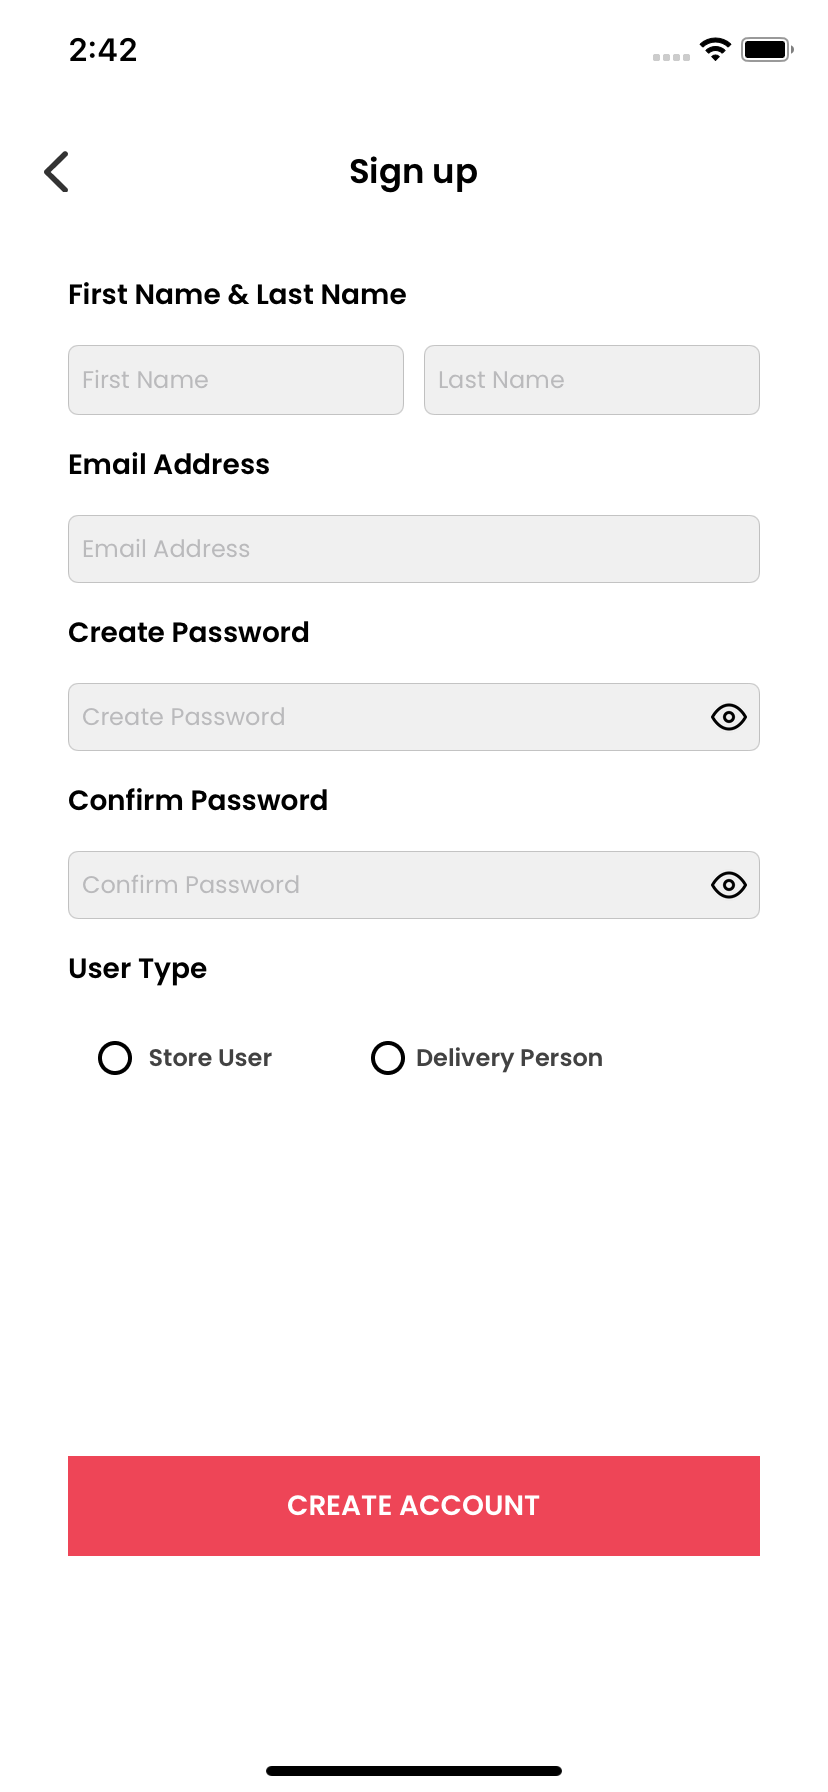 2:42
Sign up
First Name & Last Name
First Name Last Name
Email Address
Email Address
Create Password
Create Password
Confirm Password
Confirm Password
User Type
Store User Delivery Person
CREATE ACCOUNT